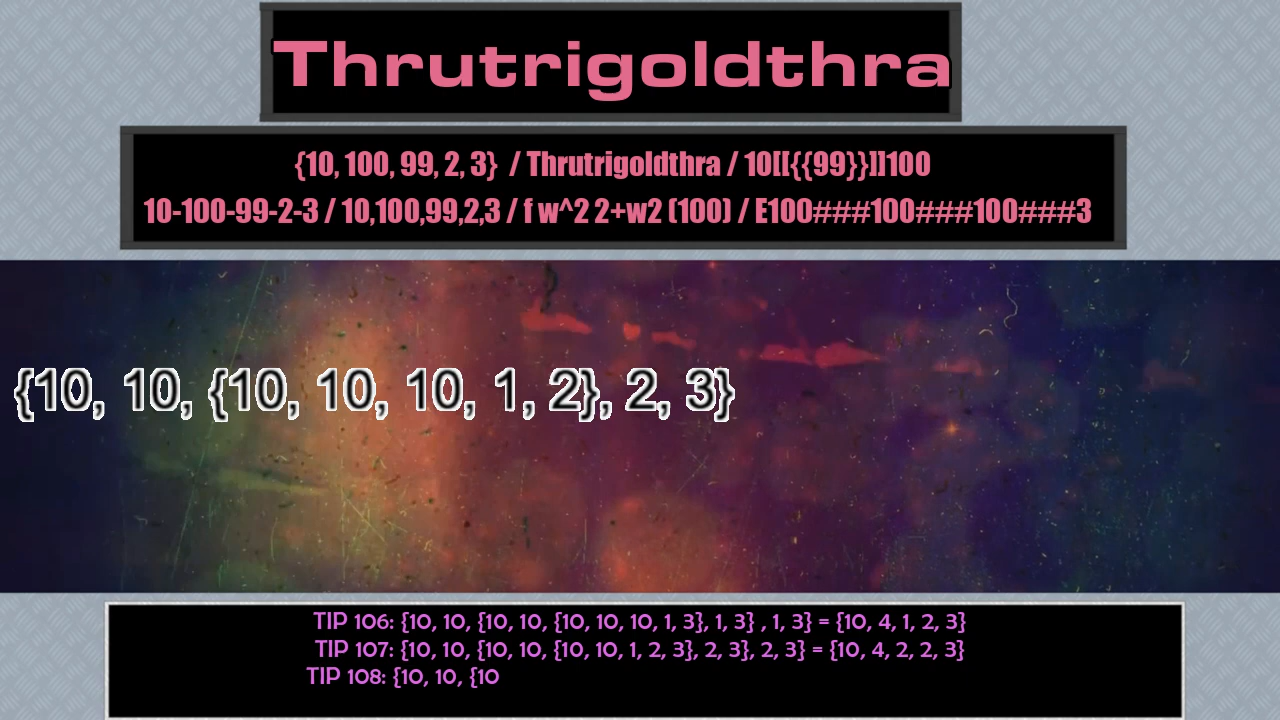 Thrutrigoldthra
{10, 100, 99, 2, 3} / Thrutrigoldthra / 10[[{{99}}]]100
10-100-99-2-3 / 10,100,99,2,3 / f w^2 2+w2 (100) / E100###100###100###3
{10, 10, {10, 10, 10, 1, 2}, 2, 3}
TIP 106: {10, 10, {10, 10, {10, 10, 10, 1, 3}, 1, 3} , 1, 3} = {10, 4, 1, 2, 3}
TIP 107: {10, 10, {10, 10, {10, 10, 1, 2, 3}, 2, 3}, 2, 3} = {10, 4, 2, 2, 3}
TIP 108: {10, 10, {10